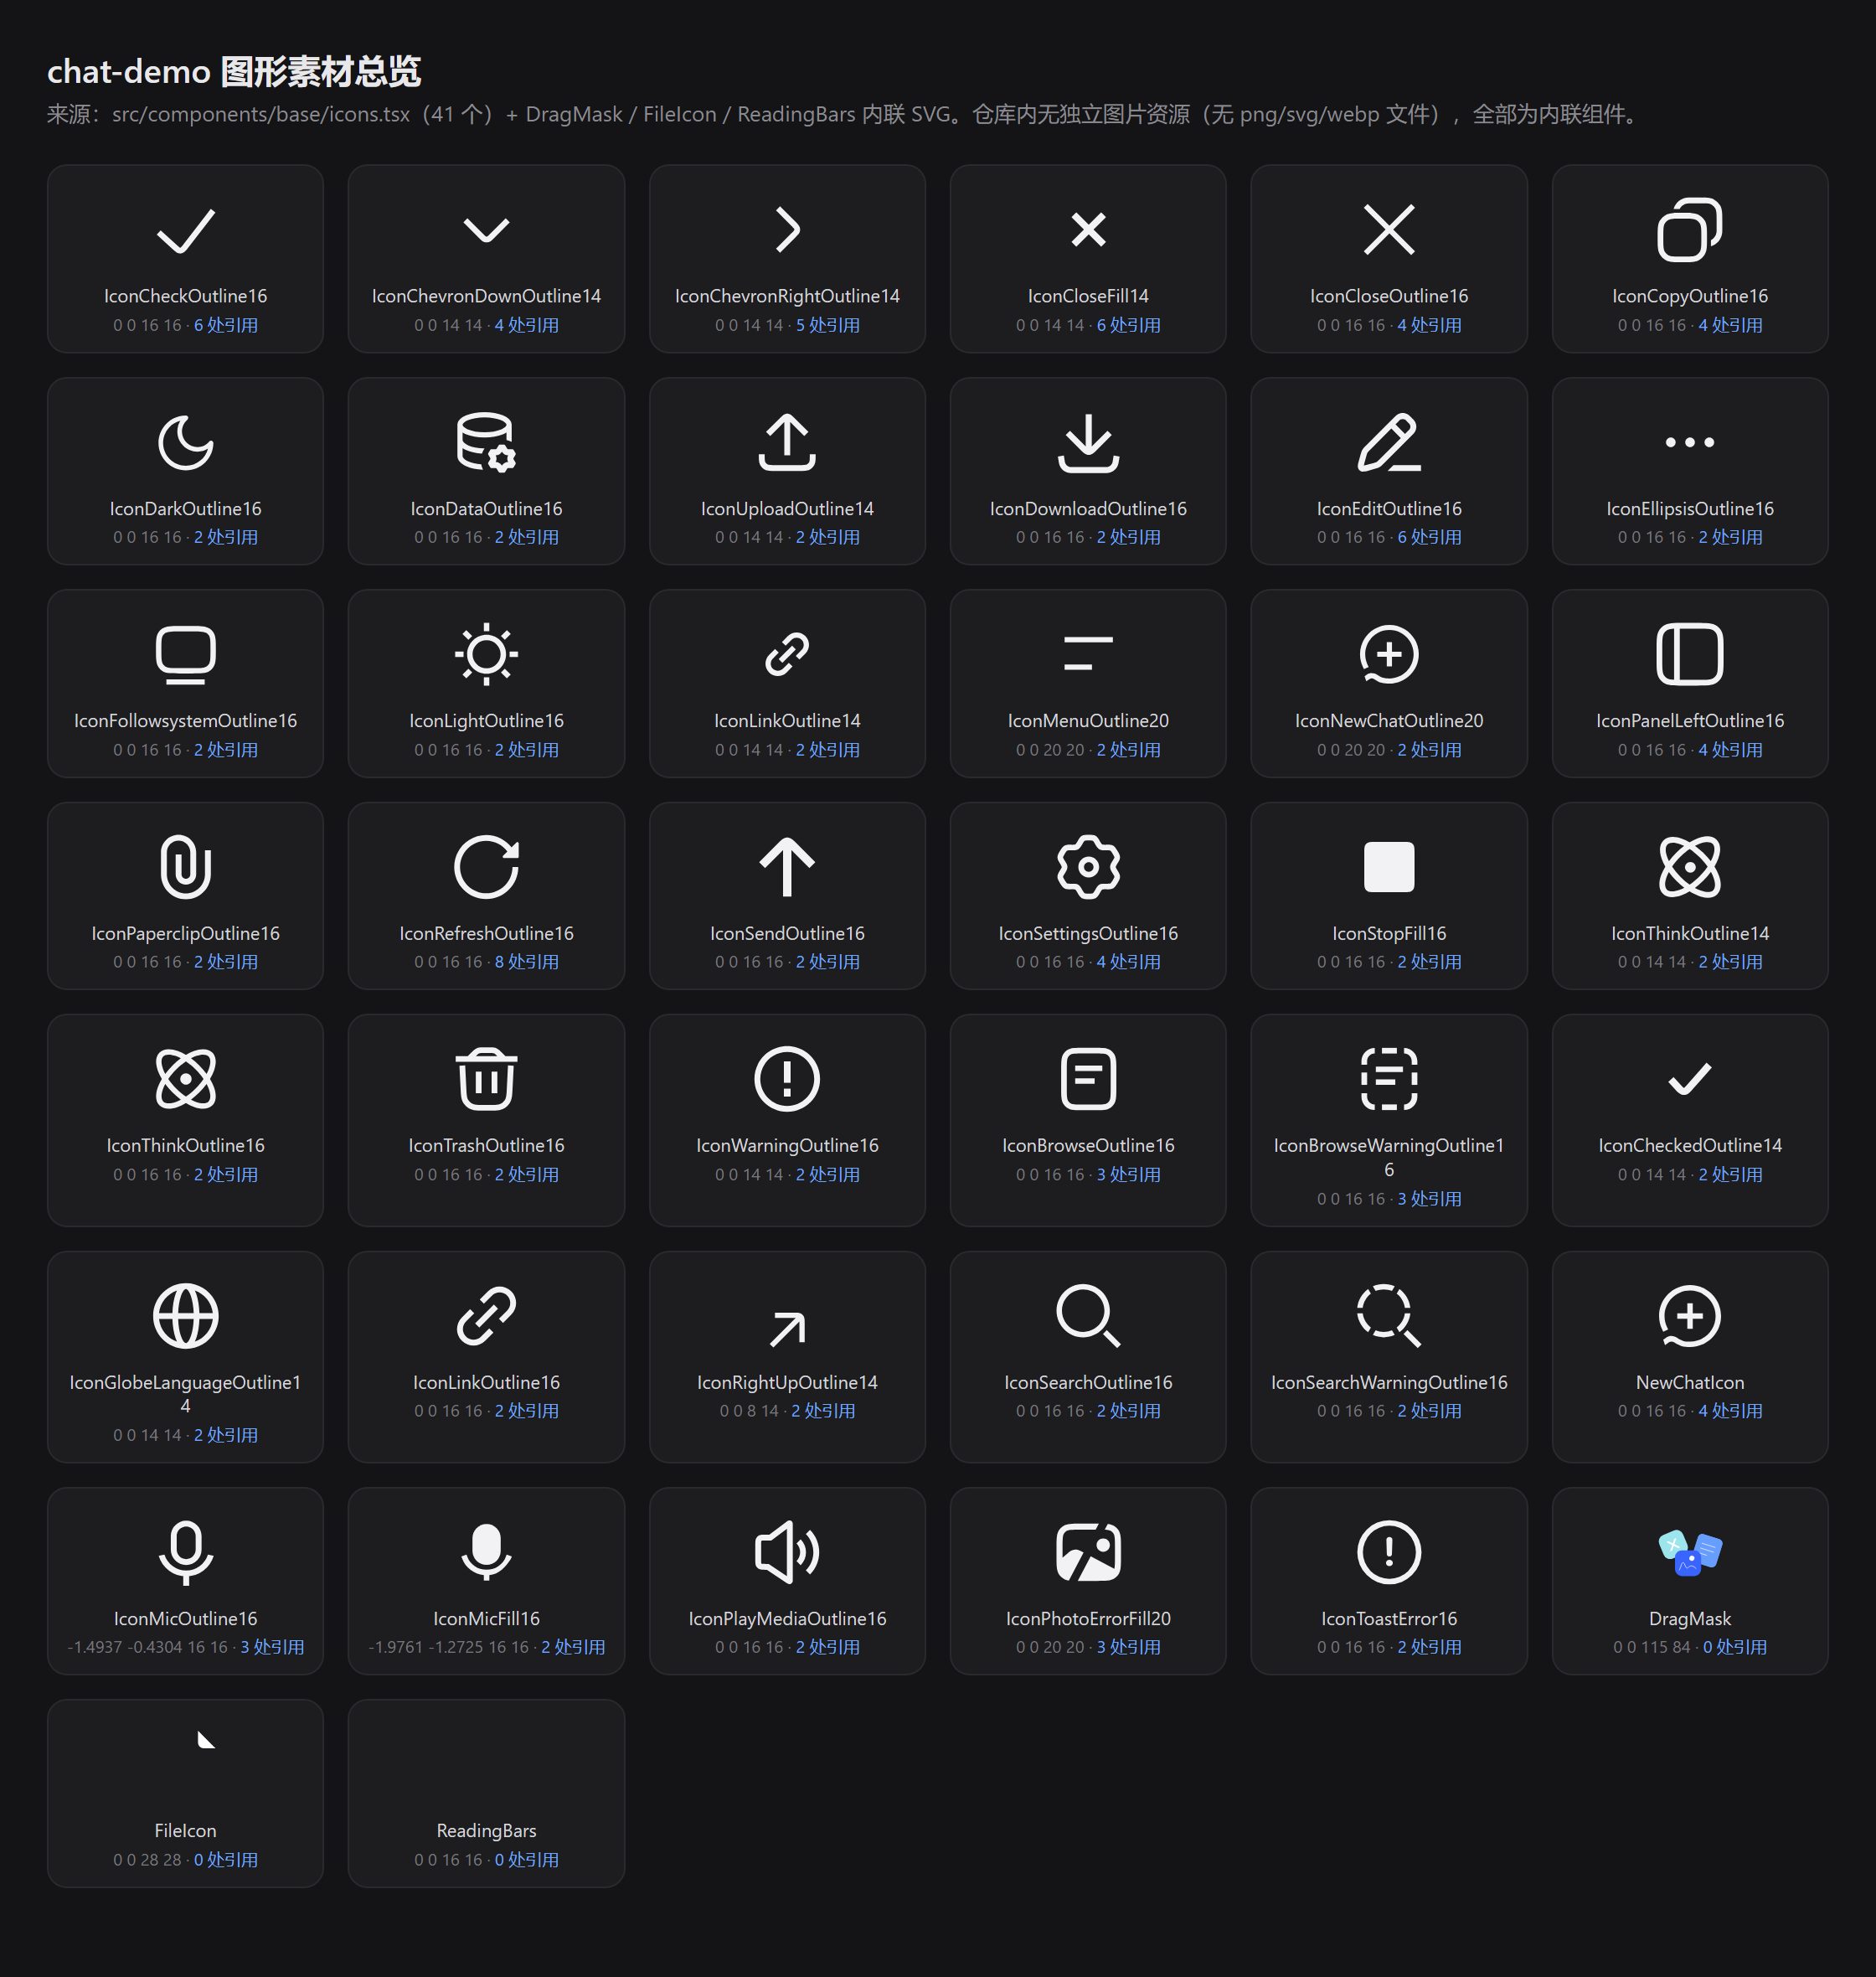 chat-demo 图形素材总览
来源：src/components/base/icons.tsx（41 个）+ DragMask / FileIcon / ReadingBars 内联 SVG。仓库内无独立图片资源（无 png/svg/webp 文件），全部为内联组件。
IconCheckOutline16
0 0 16 16 · 6 处引用
IconChevronDownOutline14
0 0 14 14 · 4 处引用
IconChevronRightOutline14
0 0 14 14 · 5 处引用
IconCloseFill14
0 0 14 14 · 6 处引用
IconCloseOutline16
0 0 16 16 · 4 处引用
IconCopyOutline16
0 0 16 16 · 4 处引用
IconDarkOutline16
0 0 16 16 · 2 处引用
IconDataOutline16
0 0 16 16 · 2 处引用
IconUploadOutline14
0 0 14 14 · 2 处引用
IconDownloadOutline16
0 0 16 16 · 2 处引用
IconEditOutline16
0 0 16 16 · 6 处引用
IconEllipsisOutline16
0 0 16 16 · 2 处引用
IconFollowsystemOutline16
0 0 16 16 · 2 处引用
IconLightOutline16
0 0 16 16 · 2 处引用
IconLinkOutline14
0 0 14 14 · 2 处引用
IconMenuOutline20
0 0 20 20 · 2 处引用
IconNewChatOutline20
0 0 20 20 · 2 处引用
IconPanelLeftOutline16
0 0 16 16 · 4 处引用
IconPaperclipOutline16
0 0 16 16 · 2 处引用
IconRefreshOutline16
0 0 16 16 · 8 处引用
IconSendOutline16
0 0 16 16 · 2 处引用
IconSettingsOutline16
0 0 16 16 · 4 处引用
IconStopFill16
0 0 16 16 · 2 处引用
IconThinkOutline14
0 0 14 14 · 2 处引用
IconThinkOutline16
0 0 16 16 · 2 处引用
IconTrashOutline16
0 0 16 16 · 2 处引用
IconWarningOutline16
0 0 14 14 · 2 处引用
IconBrowseOutline16
0 0 16 16 · 3 处引用
IconBrowseWarningOutline1
6
0 0 16 16 · 3 处引用
IconCheckedOutline14
0 0 14 14 · 2 处引用
IconGlobeLanguageOutline1
4
0 0 14 14 · 2 处引用
IconLinkOutline16
0 0 16 16 · 2 处引用
IconRightUpOutline14
0 0 8 14 · 2 处引用
IconSearchOutline16
0 0 16 16 · 2 处引用
IconSearchWarningOutline16
0 0 16 16 · 2 处引用
NewChatIcon
0 0 16 16 · 4 处引用
IconMicOutline16
-1.4937 -0.4304 16 16 · 3 处引用
IconMicFill16
-1.9761 -1.2725 16 16 · 2 处引用
IconPlayMediaOutline16
0 0 16 16 · 2 处引用
IconPhotoErrorFill20
0 0 20 20 · 3 处引用
IconToastError16
0 0 16 16 · 2 处引用
DragMask
0 0 115 84 · 0 处引用
FileIcon
0 0 28 28 · 0 处引用
ReadingBars
0 0 16 16 · 0 处引用